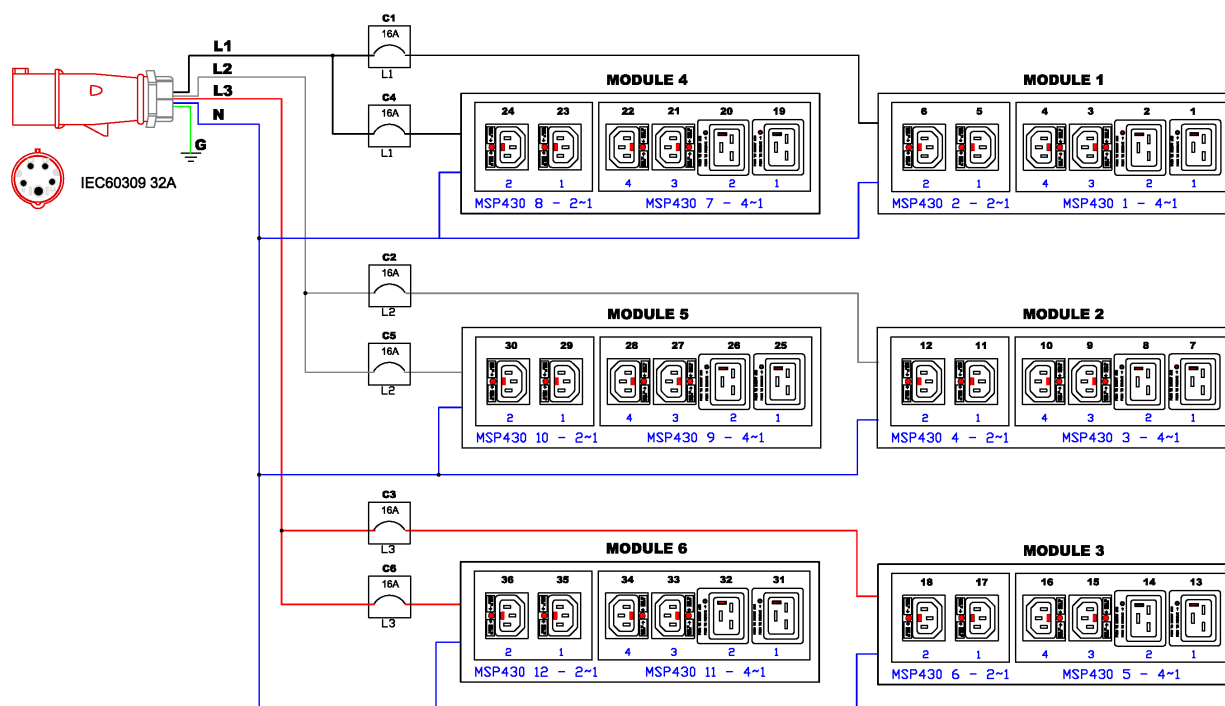 C1
16A
L1
L1
L2
L3
N
G
IEC60309 32A
C4
16A
L1
MODULE 4
24 23 22 21 20 19
2 1 4 3 2 1
MSP430 8 - 2~1 MSP430 7 - 4~1
MODULE 1
6 5 4 3 2 1
2 1 4 3 2 1
MSP430 2 - 2~1 MSP430 1 - 4~1
C2
16A
L2
C5
16A
L2
MODULE 5
30 29 28 27 26 25
2 1 4 3 2 1
MSP430 10 - 2~1 MSP430 9 - 4~1
MODULE 2
12 11 10 9 8 7
2 1 4 3 2 1
MSP430 4 - 2~1 MSP430 3 - 4~1
C3
16A
L3
C6
16A
L3
MODULE 6
36 35 34 33 32 31
2 1 4 3 2 1
MSP430 12 - 2~1 MSP430 11 - 4~1
MODULE 3
18 17 16 15 14 13
2 1 4 3 2 1
MSP430 6 - 2~1 MSP430 5 - 4~1